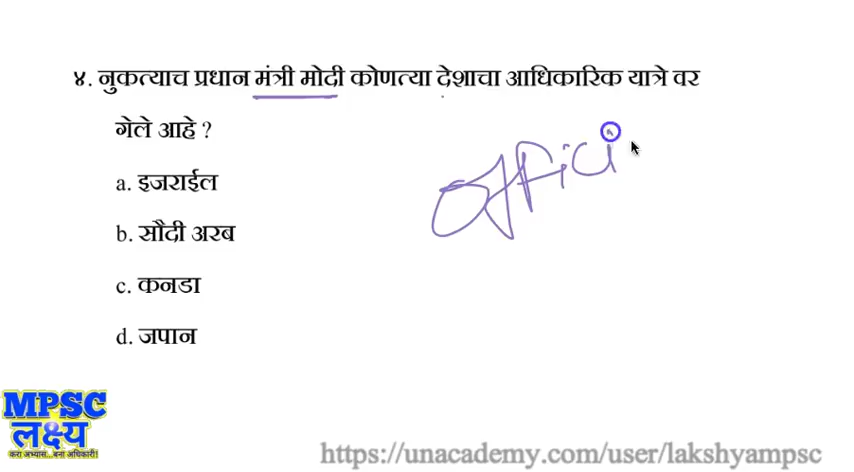 ४. नुकत्याच प्रधान मंत्री मोदी कोणत्या देशाचा आधिकारिक यात्रे वर
गेले आहे ?
a. इजराईल
b. सौदी अरब
c. कनडा
d. जपान
offici
MPSC
लक्ष्य
करा अभ्यास...बना अधिकारी!
https://unacademy.com/user/lakshyampsc